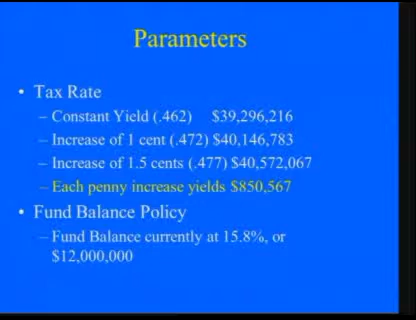 Parameters
• Tax Rate
– Constant Yield (.462) $39,296,216
– Increase of 1 cent (.472) $40,146,783
– Increase of 1.5 cents (.477) $40,572,067
– Each penny increase yields $850,567
• Fund Balance Policy
– Fund Balance currently at 15.8%, or
$12,000,000